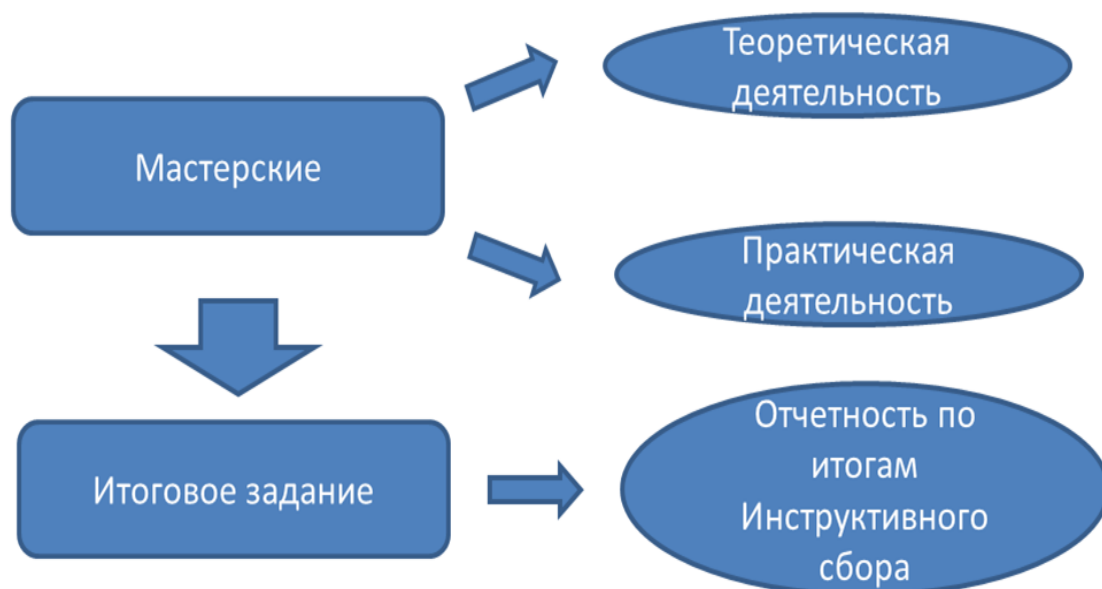 Теоретическая
деятельность
Мастерские
Практическая
деятельность
Итоговое задание
Отчетность по
итогам
Инструктивного
сбора